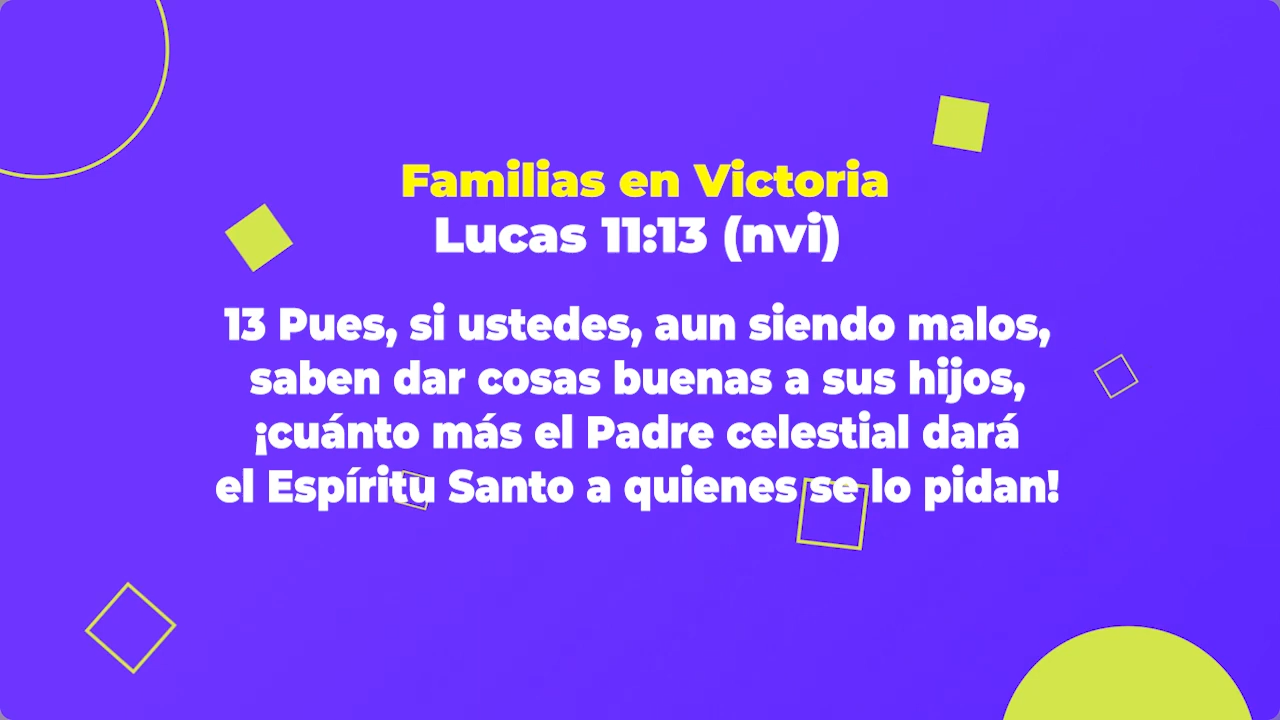 Familias en Victoria
Lucas 11:13 (nvi)
13 Pues, si ustedes, aun siendo malos,
saben dar cosas buenas a sus hijos,
¡cuánto más el Padre celestial dará
el Espíritu Santo a quienes se lo pidan!